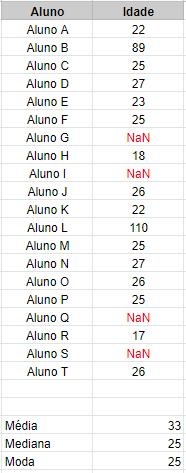 Aluno Idade
Aluno A 22
Aluno B 89
Aluno C 25
Aluno D 27
Aluno E 23
Aluno F 25
Aluno G NaN
Aluno H 18
Aluno I NaN
Aluno J 26
Aluno K 22
Aluno L 110
Aluno M 25
Aluno N 27
Aluno O 26
Aluno P 25
Aluno Q NaN
Aluno R 17
Aluno S NaN
Aluno T 26
Média 33
Mediana 25
Moda 25